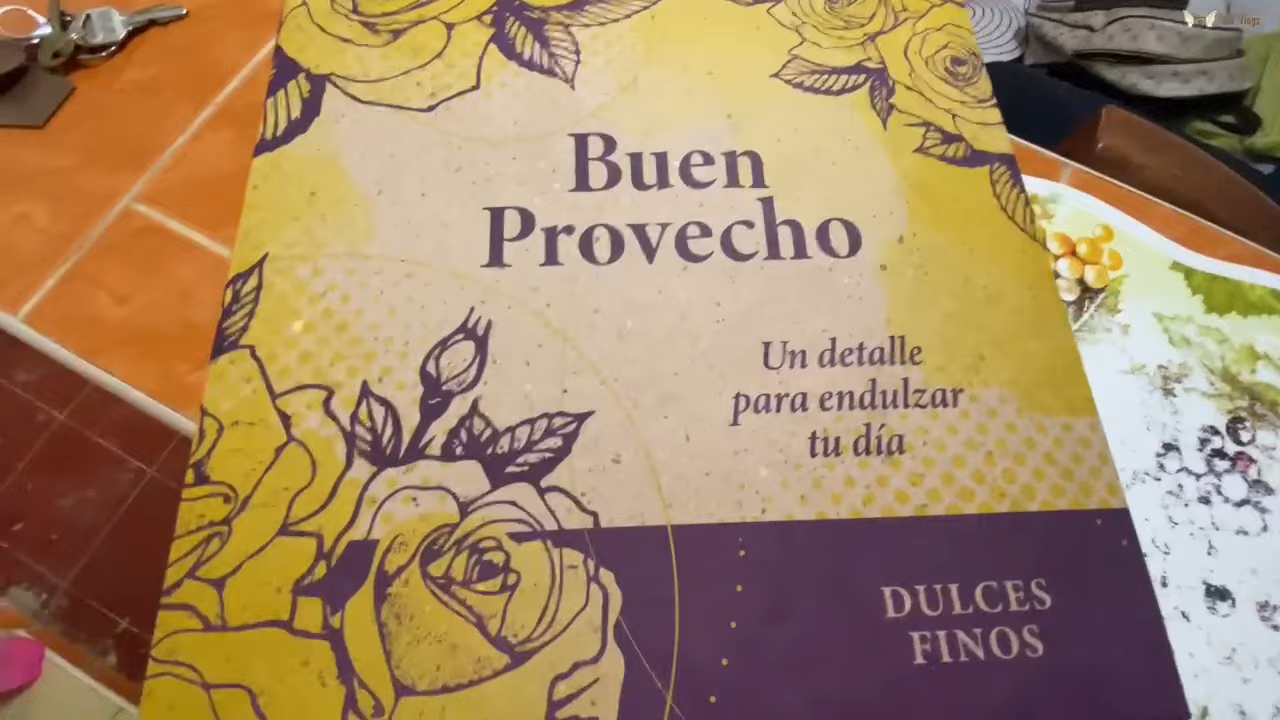 Buen
Provecho
Un detalle
para endulzar
tu día
DULCES
FINOS